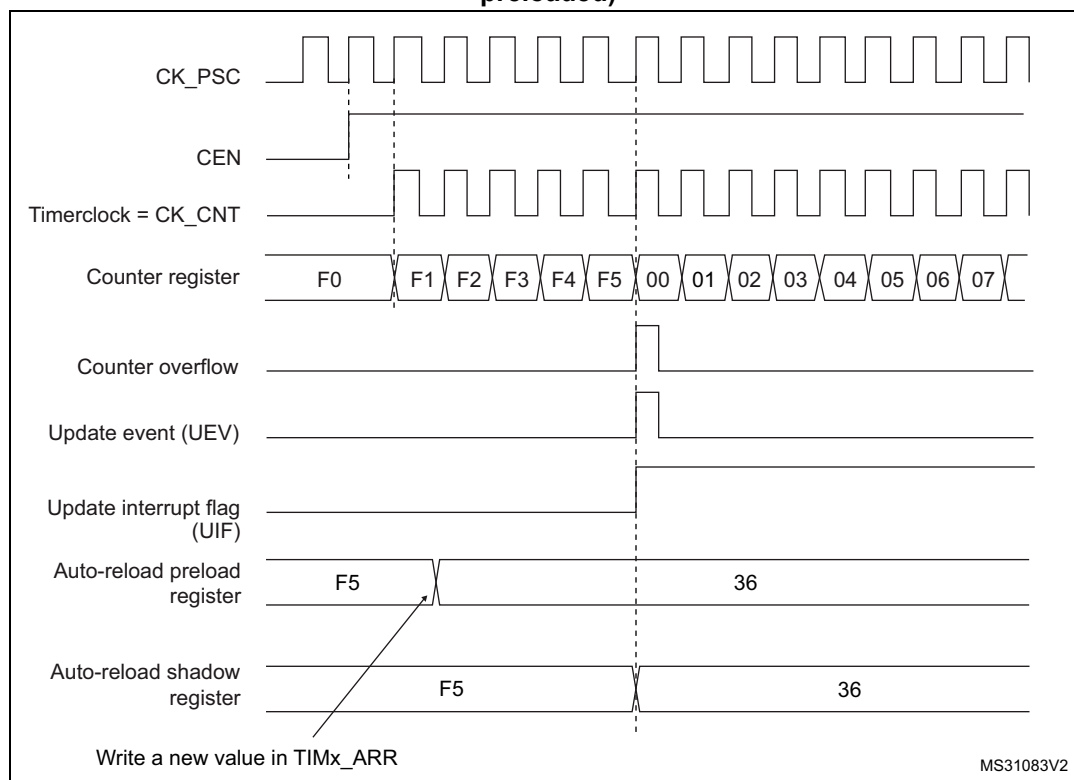 preloaded)
CK_PSC
CEN
Timerclock = CK_CNT
Counter register
F0 F1 F2 F3 F4 F5 00 01 02 03 04 05 06 07
Counter overflow
Update event (UEV)
Update interrupt flag
(UIF)
Auto-reload preload
register
F5 36
Auto-reload shadow
register
F5 36
Write a new value in TIMx_ARR
MS31083V2